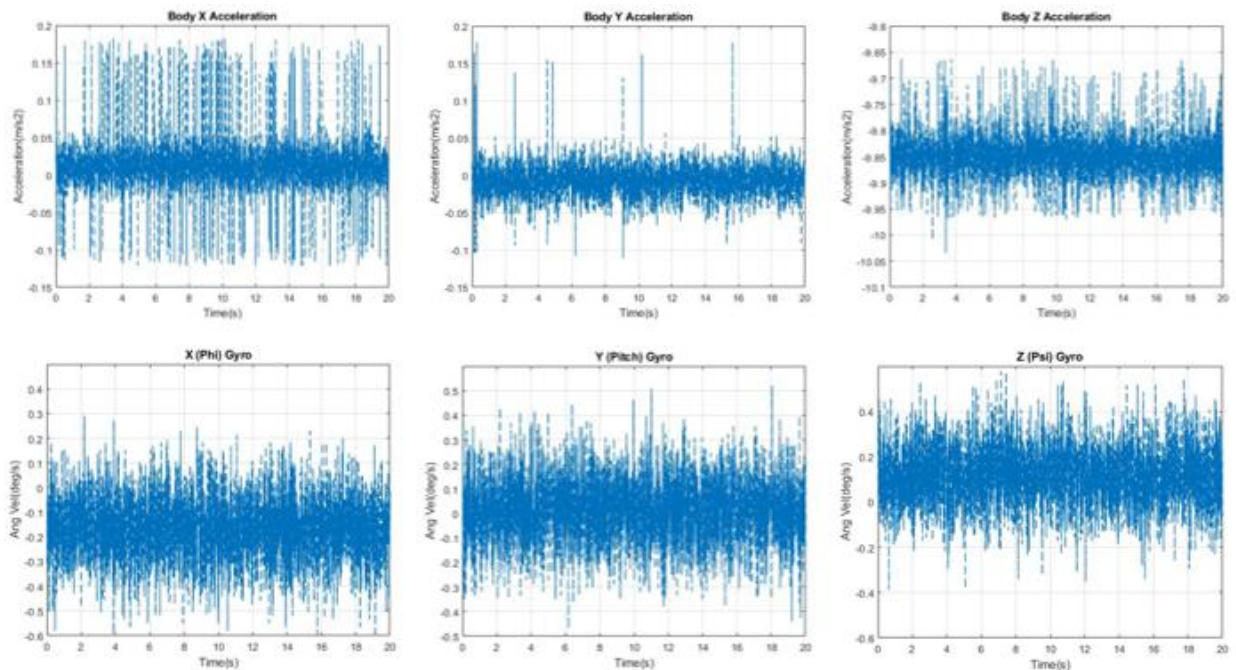 Body X Acceleration
0.2
0.15
0.1
0.05
0
-0.05
-0.1
-0.15
Acceleration(m/s2)
0 2 4 6 8 10 12 14 16 18 20
Time(s)
Body Y Acceleration
0.2
0.15
0.1
0.05
0
-0.05
-0.1
-0.15
Acceleration(m/s2)
0 2 4 6 8 10 12 14 16 18 20
Time(s)
Body Z Acceleration
-9.6
-9.65
-9.7
-9.75
-9.8
-9.85
-9.9
-9.95
-10
-10.05
-10.1
Acceleration(m/s2)
0 2 4 6 8 10 12 14 16 18 20
Time(s)
X (Phi) Gyro
0.4
0.3
0.2
0.1
0
-0.1
-0.2
-0.3
-0.4
-0.5
-0.6
Ang Vel(deg/s)
0 2 4 6 8 10 12 14 16 18 20
Time(s)
Y (Pitch) Gyro
0.5
0.4
0.3
0.2
0.1
0
-0.1
-0.2
-0.3
-0.4
-0.5
Ang Vel(deg/s)
0 2 4 6 8 10 12 14 16 18 20
Time(s)
Z (Psi) Gyro
0.4
0.2
0
-0.2
-0.4
-0.6
Ang Vel(deg/s)
0 2 4 6 8 10 12 14 16 18 20
Time(s)